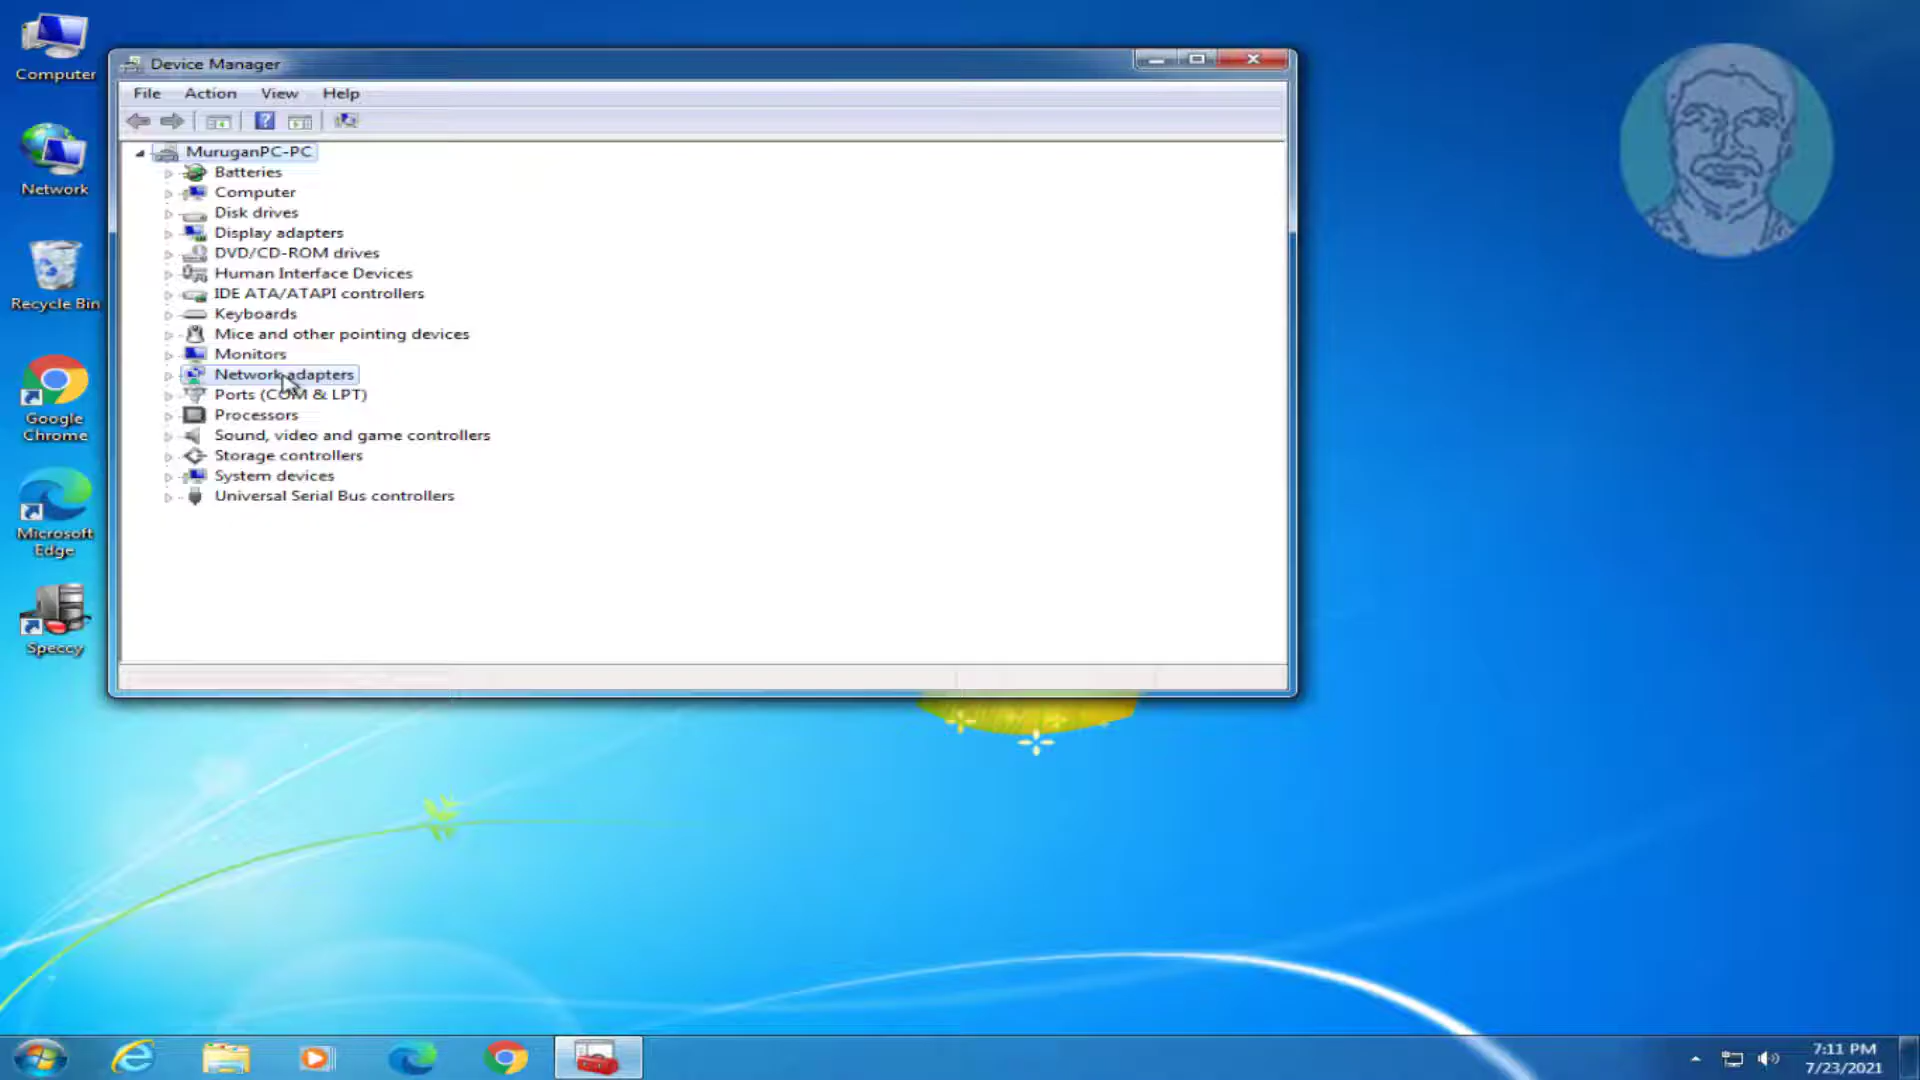 Computer
Network
Recycle Bin
Google
Chrome
Microsoft
Edge
Speccy
Device Manager
File Action View Help
MuruganPC-PC
Batteries
Computer
Disk drives
Display adapters
DVD/CD-ROM drives
Human Interface Devices
IDE ATA/ATAPI controllers
Keyboards
Mice and other pointing devices
Monitors
Network adapters
Ports (COM & LPT)
Processors
Sound, video and game controllers
Storage controllers
System devices
Universal Serial Bus controllers
7:11 PM
7/23/2021